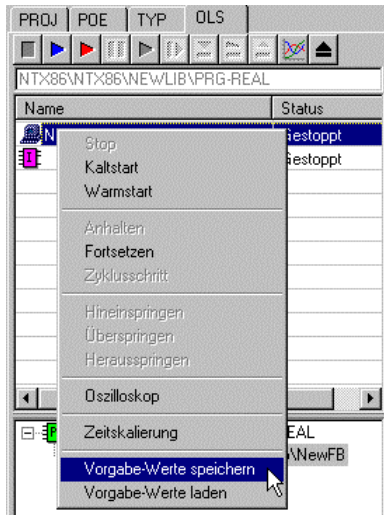 PROJ POE TYP OLS
NTX86\NTX86\NEWLIB\PRG-REAL
Name Status
N Gestoppt
I Gestoppt
Stop
Kaltstart
Warmstart
Anhalten
Fortsetzen
Zyklusschritt
Hineinspringen
Überspringen
Herausspringen
Oszilloskop
Zeitskalierung
EAL
\NewFB
Vorgabe-Werte speichern
Vorgabe-Werte laden